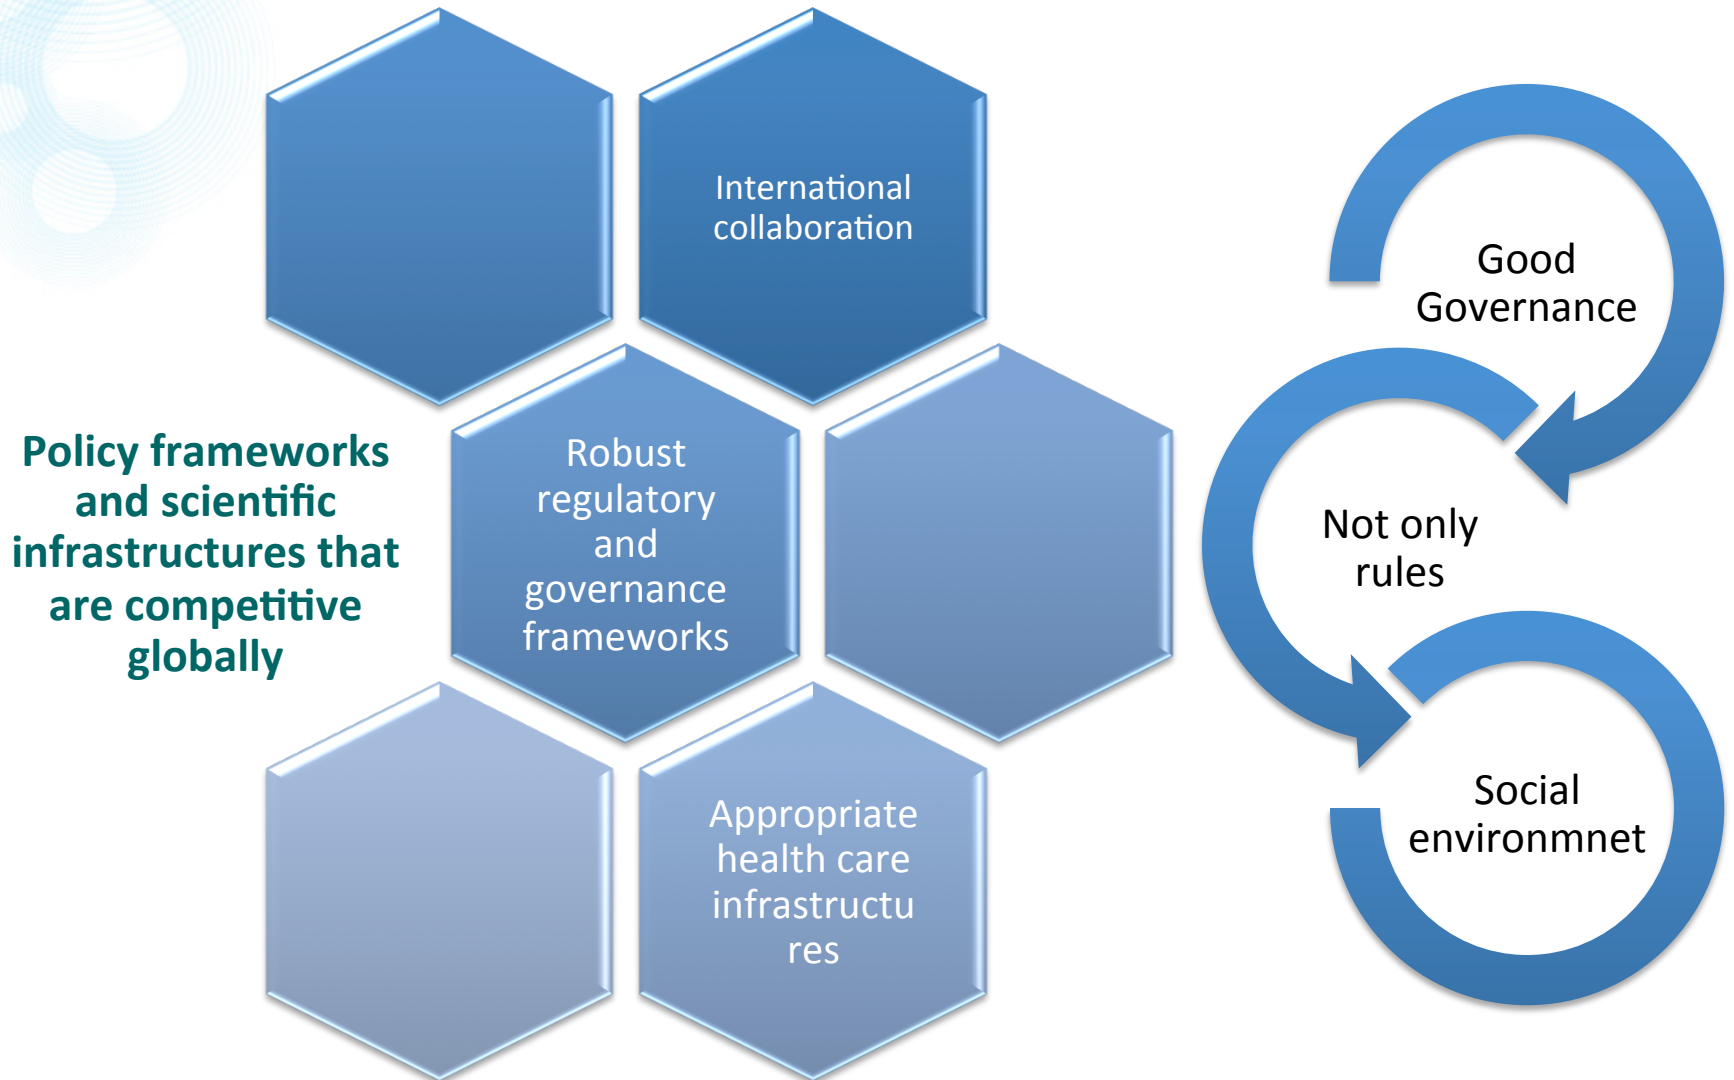 International
collaboration
Policy frameworks
and scientific
infrastructures that
are competitive
globally
Robust
regulatory
and
governance
frameworks
Appropriate
health care
infrastructu
res
Good
Governance
Not only
rules
Social
environmnet